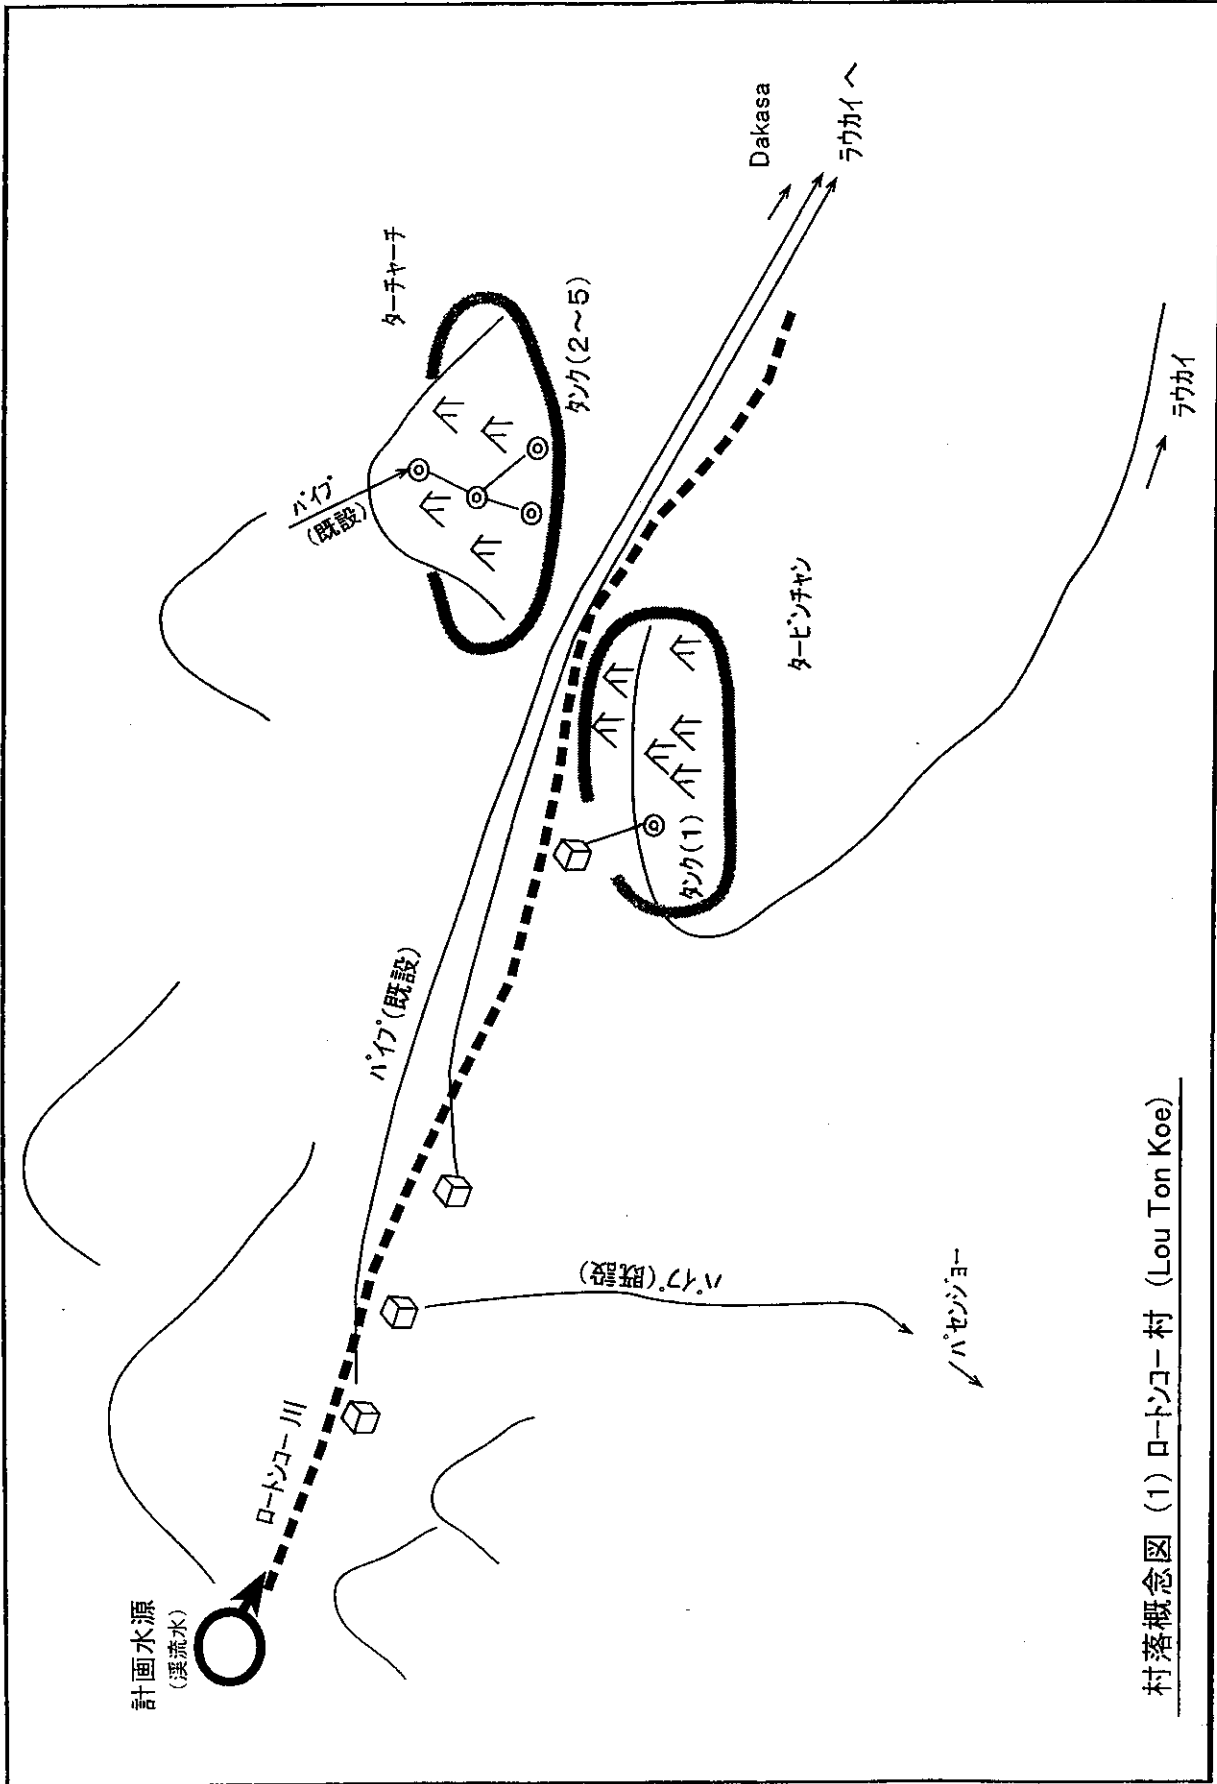 計画水源
(渓流水)
ロートンコー川
パイプ(既設)
パイプ
(既設)
ターチャーチ
タンク(2～5)
Dakasa
ラウカイへ
タンク(1)
タービンチャン
パイプ(既設)
パセンジョー
ラウカイ
村落概念図 (1) ロートンコー村 (Lou Ton Koe)